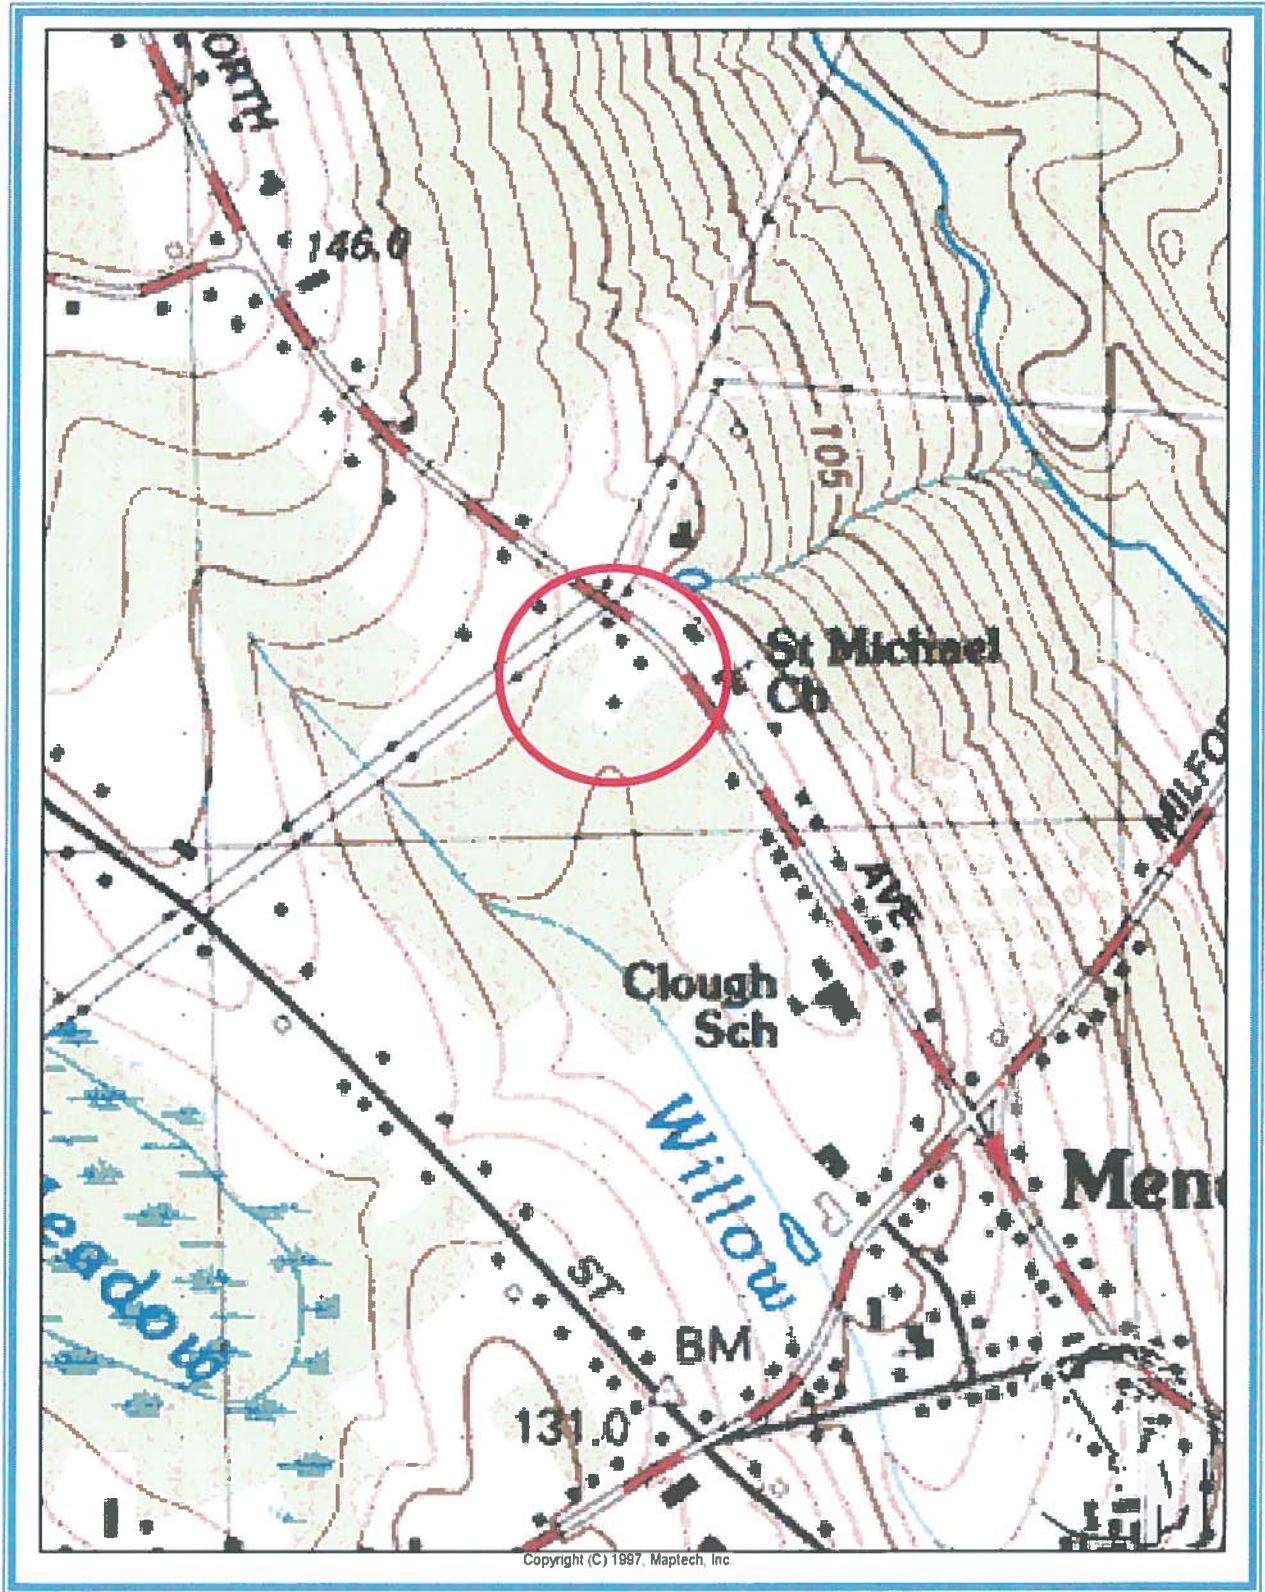 ORTH
146.0
105
St Michael
Ch
MILFO
AVE
Clough
Sch
Willow
Men
eadow
ST
BM
131.0
Copyright (C) 1997, Maptech, Inc.